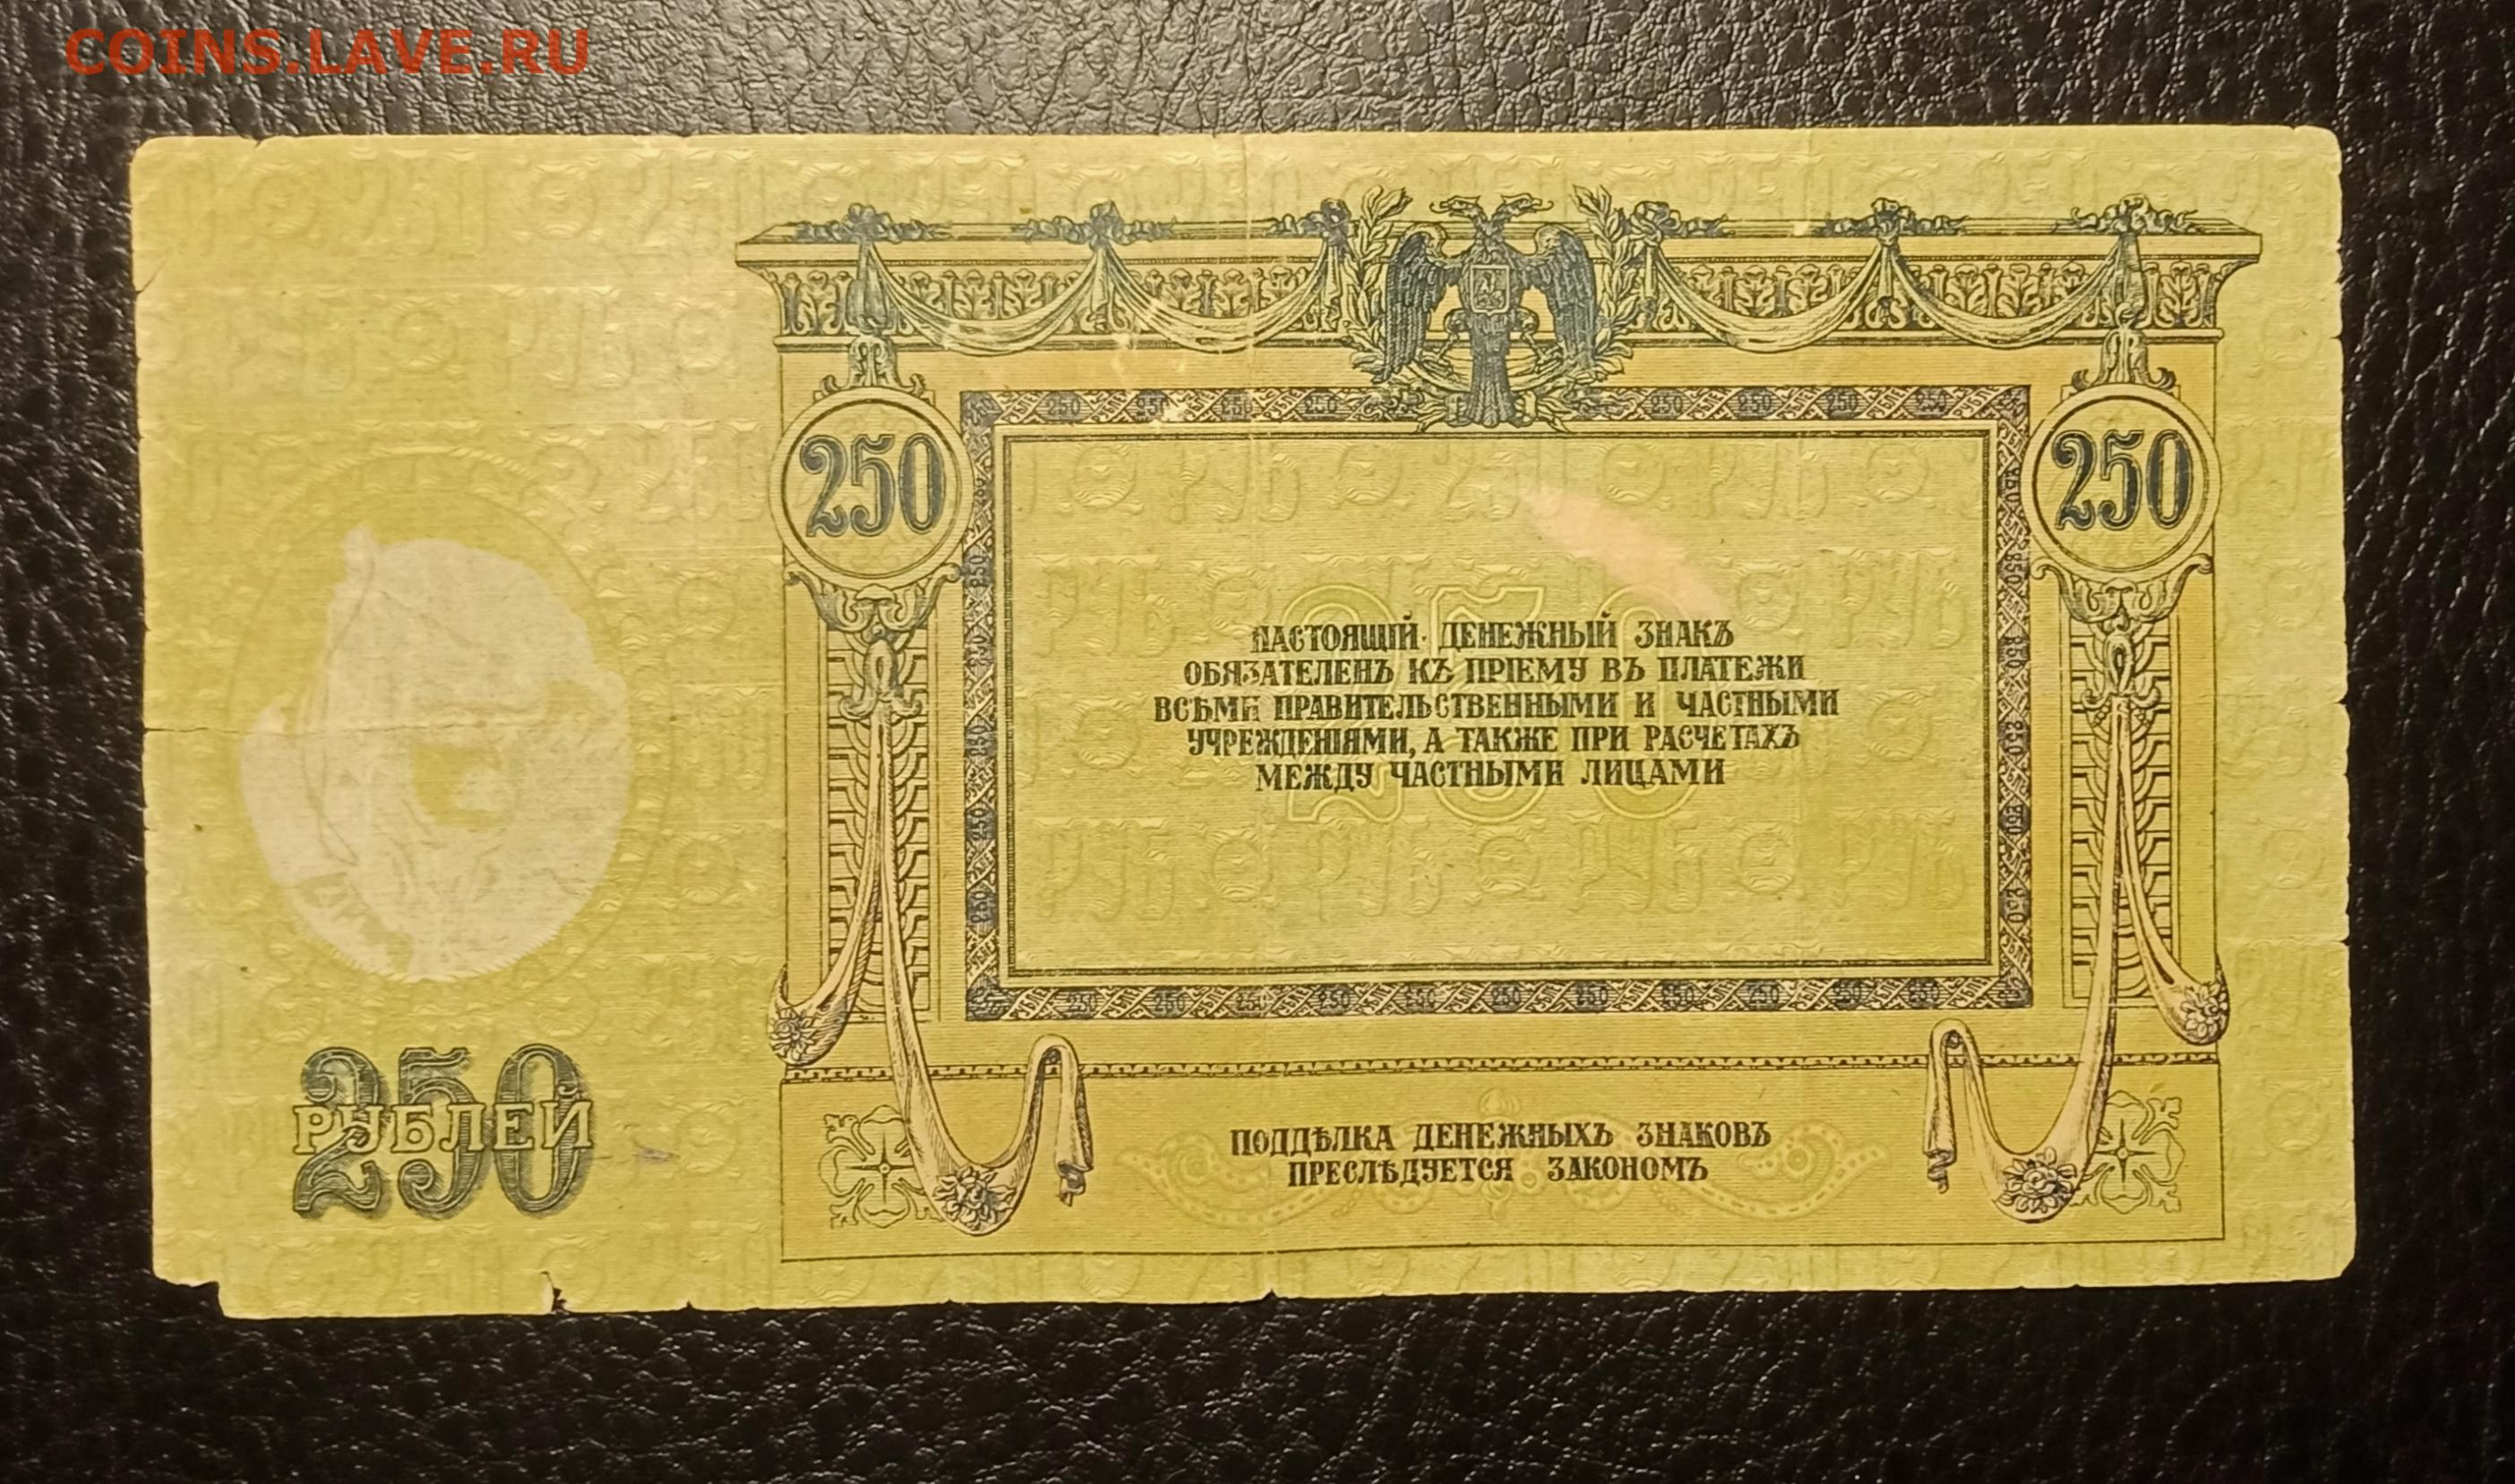 COINS.LAVE.RU
250
250
НАСТОЯЩІЙ ДЕНЕЖНЫЙ ЗНАКЪ
ОБЯЗАТЕЛЕНЪ КЪ ПРІЕМУ ВЪ ПЛАТЕЖИ
ВСѢМИ ПРАВИТЕЛЬСТВЕННЫМИ И ЧАСТНЫМИ
УЧРЕЖДЕНІЯМИ, А ТАКЖЕ ПРИ РАСЧЕТАХЪ
МЕЖДУ ЧАСТНЫМИ ЛИЦАМИ
250
РУБЛЕЙ
ПОДДѢЛКА ДЕНЕЖНЫХЪ ЗНАКОВЪ
ПРЕСЛѢДУЕТСЯ ЗАКОНОМЪ